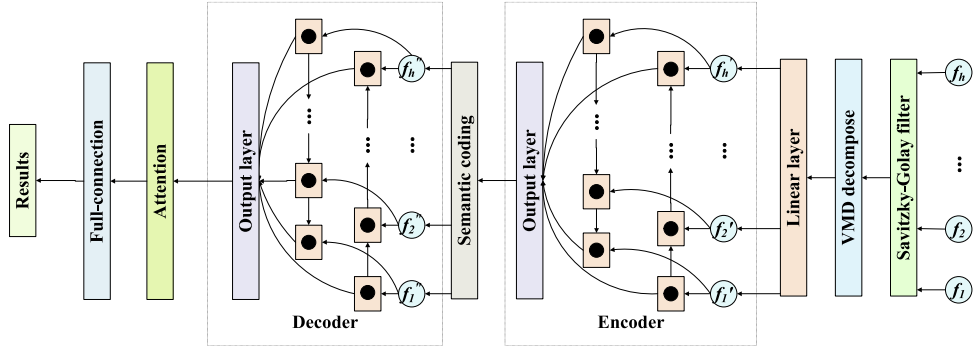 Results
Full-connection
Attention
Output layer
...
...
f_h''
...
f_2''
f_1''
Decoder
Semantic coding
Output layer
...
...
f_h'
...
f_2'
f_1'
Encoder
Linear layer
VMD decompose
Savitzky-Golay filter
f_h
...
f_2
f_1